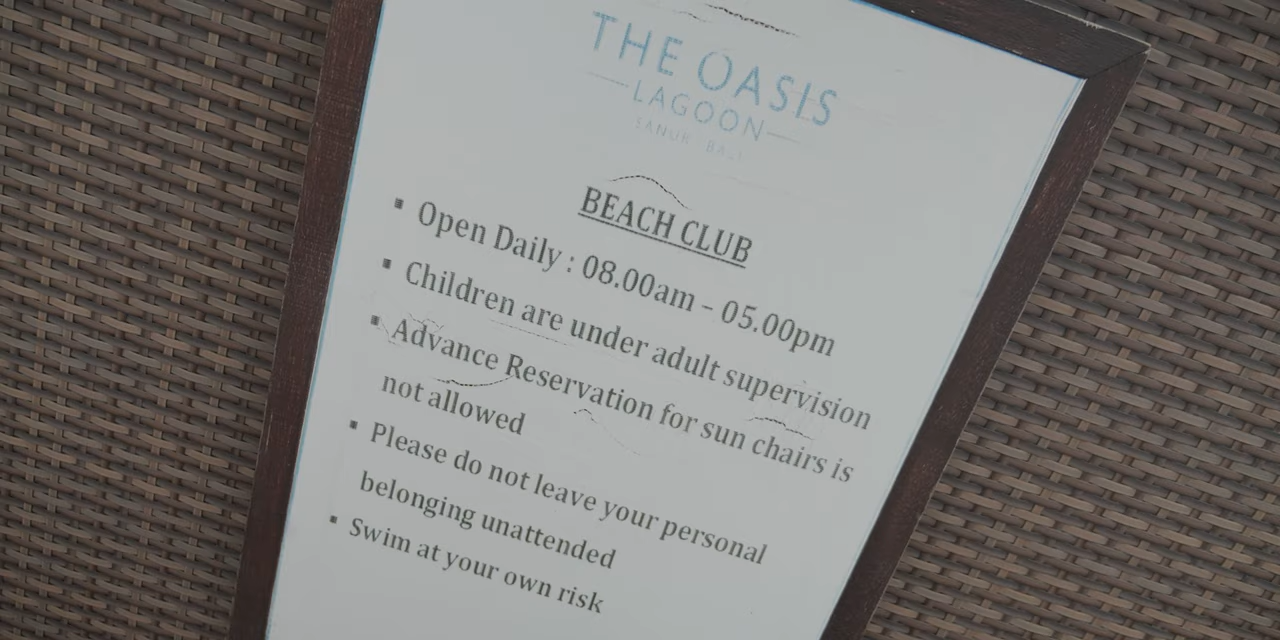 THE OASIS
LAGOON
SANUR BALI
BEACH CLUB
▪ Open Daily : 08.00am – 05.00pm
▪ Children are under adult supervision
▪ Advance Reservation for sun chairs is
not allowed
▪ Please do not leave your personal
belonging unattended
▪ Swim at your own risk